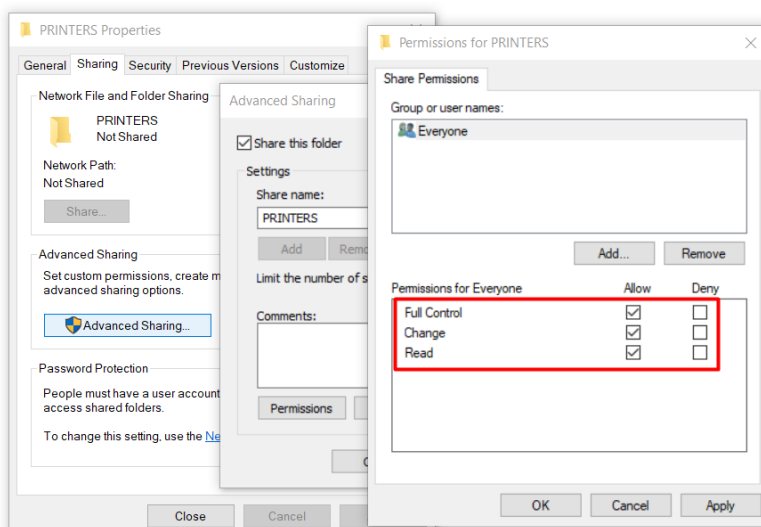 PRINTERS Properties
General Sharing Security Previous Versions Customize
Network File and Folder Sharing
PRINTERS
Not Shared
Network Path:
Not Shared
Share...
Advanced Sharing
Set custom permissions, create m
advanced sharing options.
Advanced Sharing...
Password Protection
People must have a user account
access shared folders.
To change this setting, use the Ne
Close Cancel
Advanced Sharing
Share this folder
Settings
Share name:
PRINTERS
Add Remo
Limit the number of s
Comments:
Permissions
Permissions for PRINTERS
Share Permissions
Group or user names:
Everyone
Add... Remove
Permissions for Everyone Allow Deny
Full Control
Change
Read
OK Cancel Apply